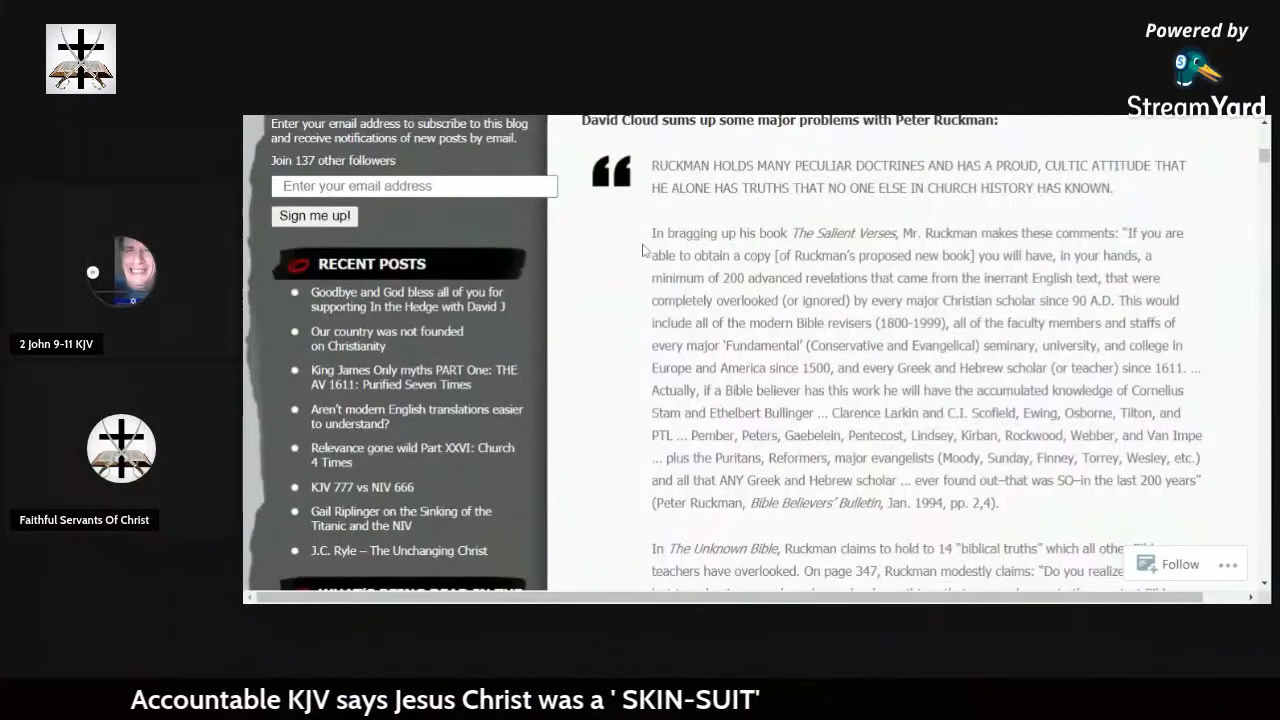 Powered by
StreamYard
Enter your email address to subscribe to this blog
and receive notifications of new posts by email.
Join 137 other followers
Enter your email address
Sign me up!
RECENT POSTS
Goodbye and God bless all of you for
supporting In the Hedge with David J
Our country was not founded
on Christianity
King James Only myths PART One: THE
AV 1611: Purified Seven Times
Aren't modern English translations easier
to understand?
Relevance gone wild Part XXVI: Church
4 Times
KJV 777 vs NIV 666
Gail Riplinger on the Sinking of the
Titanic and the NIV
J.C. Ryle – The Unchanging Christ
David Cloud sums up some major problems with Peter Ruckman:
RUCKMAN HOLDS MANY PECULIAR DOCTRINES AND HAS A PROUD, CULTIC ATTITUDE THAT
HE ALONE HAS TRUTHS THAT NO ONE ELSE IN CHURCH HISTORY HAS KNOWN.
In bragging up his book The Salient Verses, Mr. Ruckman makes these comments: “If you are
able to obtain a copy [of Ruckman's proposed new book] you will have, in your hands, a
minimum of 200 advanced revelations that came from the inerrant English text, that were
completely overlooked (or ignored) by every major Christian scholar since 90 A.D. This would
include all of the modern Bible revisers (1800-1999), all of the faculty members and staffs of
every major 'Fundamental' (Conservative and Evangelical) seminary, university, and college in
Europe and America since 1500, and every Greek and Hebrew scholar (or teacher) since 1611. ...
Actually, if a Bible believer has this work he will have the accumulated knowledge of Cornelius
Stam and Ethelbert Bullinger ... Clarence Larkin and C.I. Scofield, Ewing, Osborne, Tilton, and
PTL ... Pember, Peters, Gaebelein, Pentecost, Lindsey, Kirban, Rockwood, Webber, and Van Impe
... plus the Puritans, Reformers, major evangelists (Moody, Sunday, Finney, Torrey, Wesley, etc.)
and all that ANY Greek and Hebrew scholar ... ever found out–that was SO–in the last 200 years”
(Peter Ruckman, Bible Believers' Bulletin, Jan. 1994, pp. 2,4).
In The Unknown Bible, Ruckman claims to hold to 14 “biblical truths” which all
teachers have overlooked. On page 347, Ruckman modestly claims: “Do you
Follow
2 John 9-11 KJV
Faithful Servants Of Christ
Accountable KJV says Jesus Christ was a ' SKIN-SUIT'